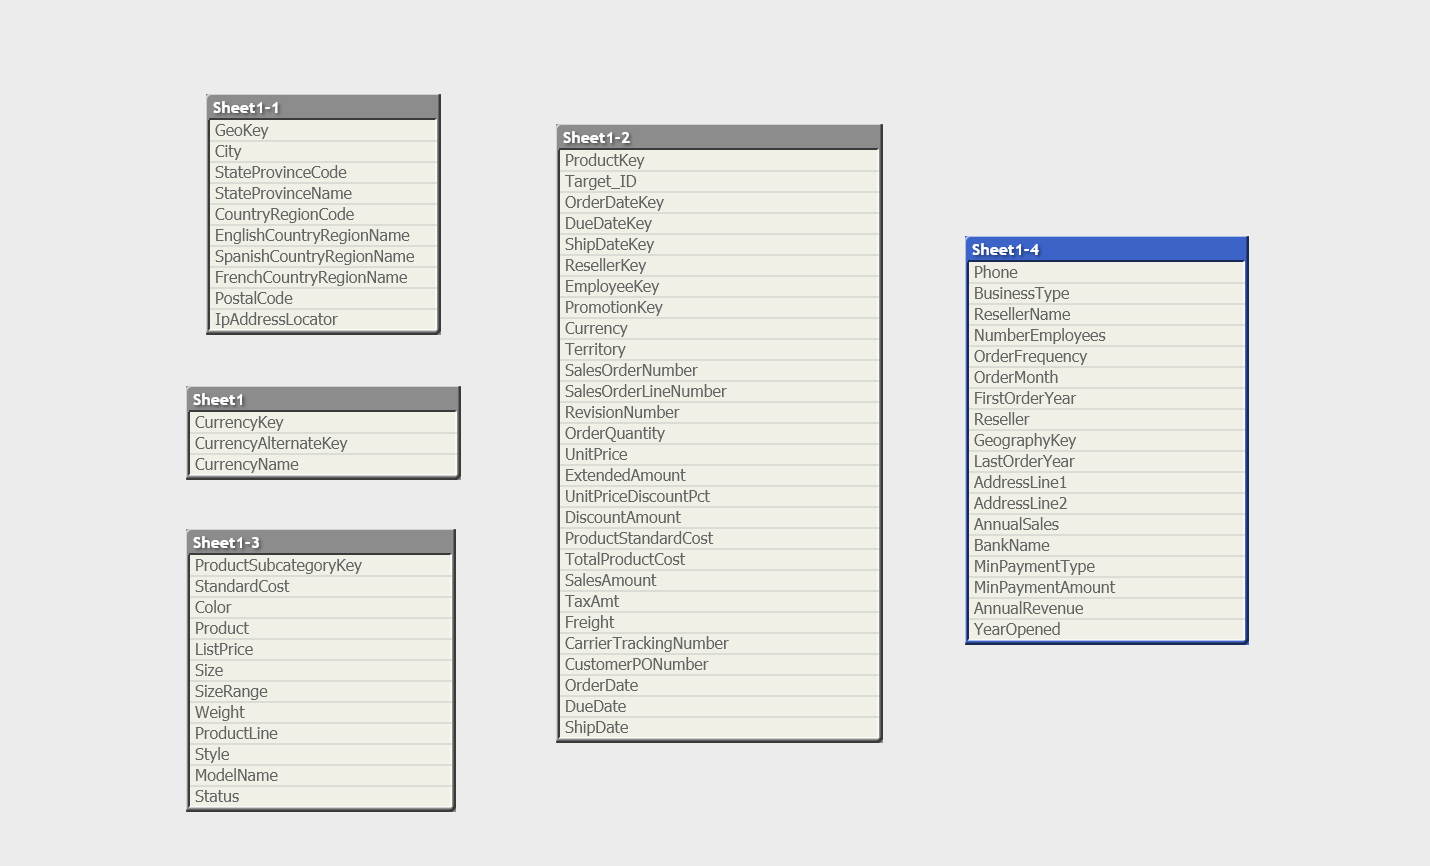 Sheet1-1
GeoKey
City
StateProvinceCode
StateProvinceName
CountryRegionCode
EnglishCountryRegionName
SpanishCountryRegionName
FrenchCountryRegionName
PostalCode
IpAddressLocator
Sheet1
CurrencyKey
CurrencyAlternateKey
CurrencyName
Sheet1-3
ProductSubcategoryKey
StandardCost
Color
Product
ListPrice
Size
SizeRange
Weight
ProductLine
Style
ModelName
Status
Sheet1-2
ProductKey
Target_ID
OrderDateKey
DueDateKey
ShipDateKey
ResellerKey
EmployeeKey
PromotionKey
Currency
Territory
SalesOrderNumber
SalesOrderLineNumber
RevisionNumber
OrderQuantity
UnitPrice
ExtendedAmount
UnitPriceDiscountPct
DiscountAmount
ProductStandardCost
TotalProductCost
SalesAmount
TaxAmt
Freight
CarrierTrackingNumber
CustomerPONumber
OrderDate
DueDate
ShipDate
Sheet1-4
Phone
BusinessType
ResellerName
NumberEmployees
OrderFrequency
OrderMonth
FirstOrderYear
Reseller
GeographyKey
LastOrderYear
AddressLine1
AddressLine2
AnnualSales
BankName
MinPaymentType
MinPaymentAmount
AnnualRevenue
YearOpened